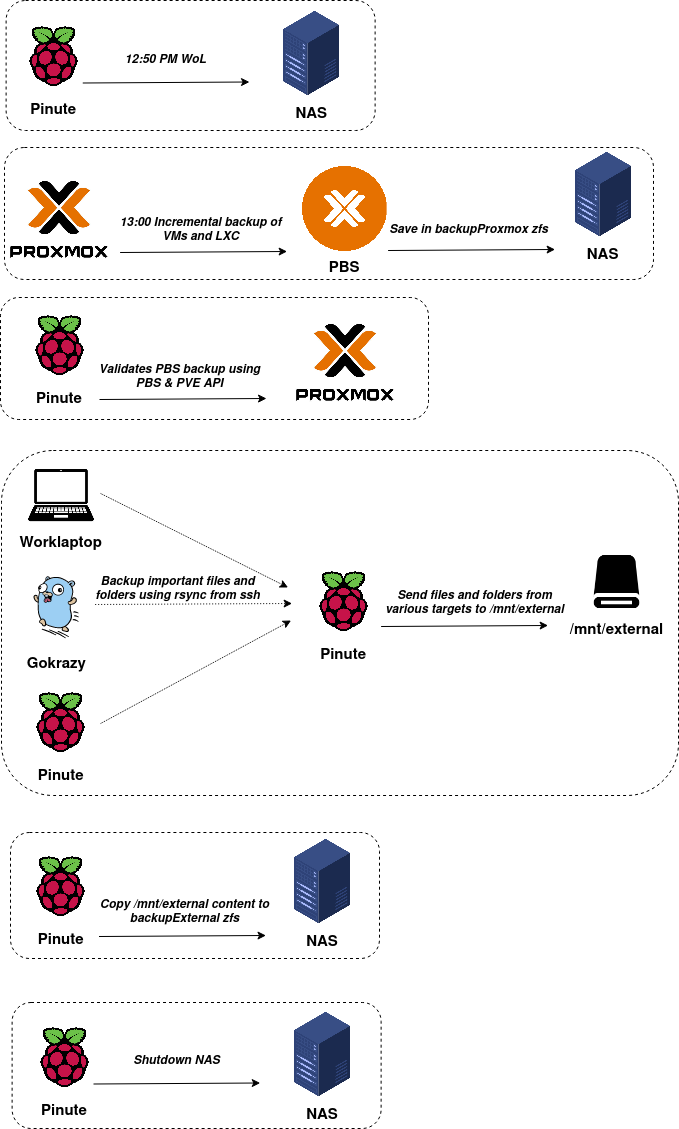 12:50 PM WoL
Pinute
NAS
13:00 Incremental backup of
VMs and LXC
PROXMOX
PBS
Save in backupProxmox zfs
NAS
Validates PBS backup using
PBS & PVE API
Pinute
PROXMOX
Worklaptop
Backup important files and
folders using rsync from ssh
Gokrazy
Pinute
Pinute
Send files and folders from
various targets to /mnt/external
/mnt/external
Copy /mnt/external content to
backupExternal zfs
Pinute
NAS
Shutdown NAS
Pinute
NAS